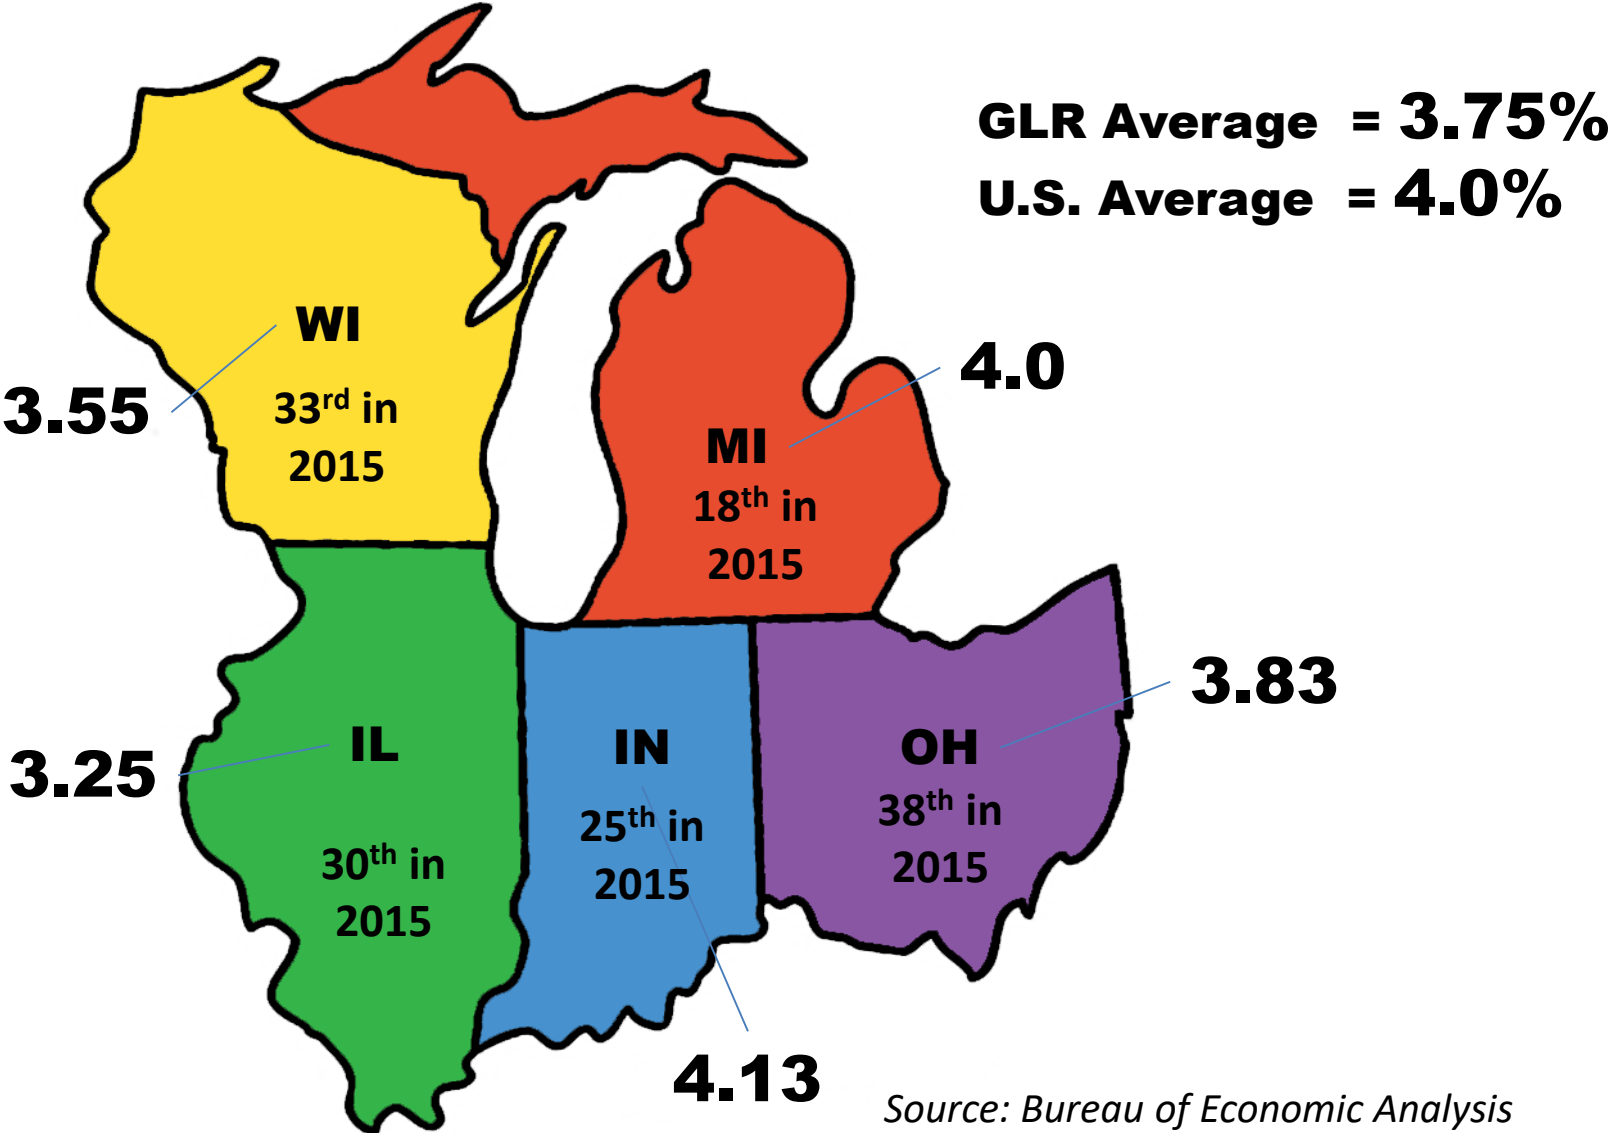 GLR Average = 3.75%
U.S. Average = 4.0%
WI
33rd in
2015
3.55
4.0
MI
18th in
2015
3.83
IL
30th in
2015
3.25
IN
25th in
2015
OH
38th in
2015
4.13
Source: Bureau of Economic Analysis